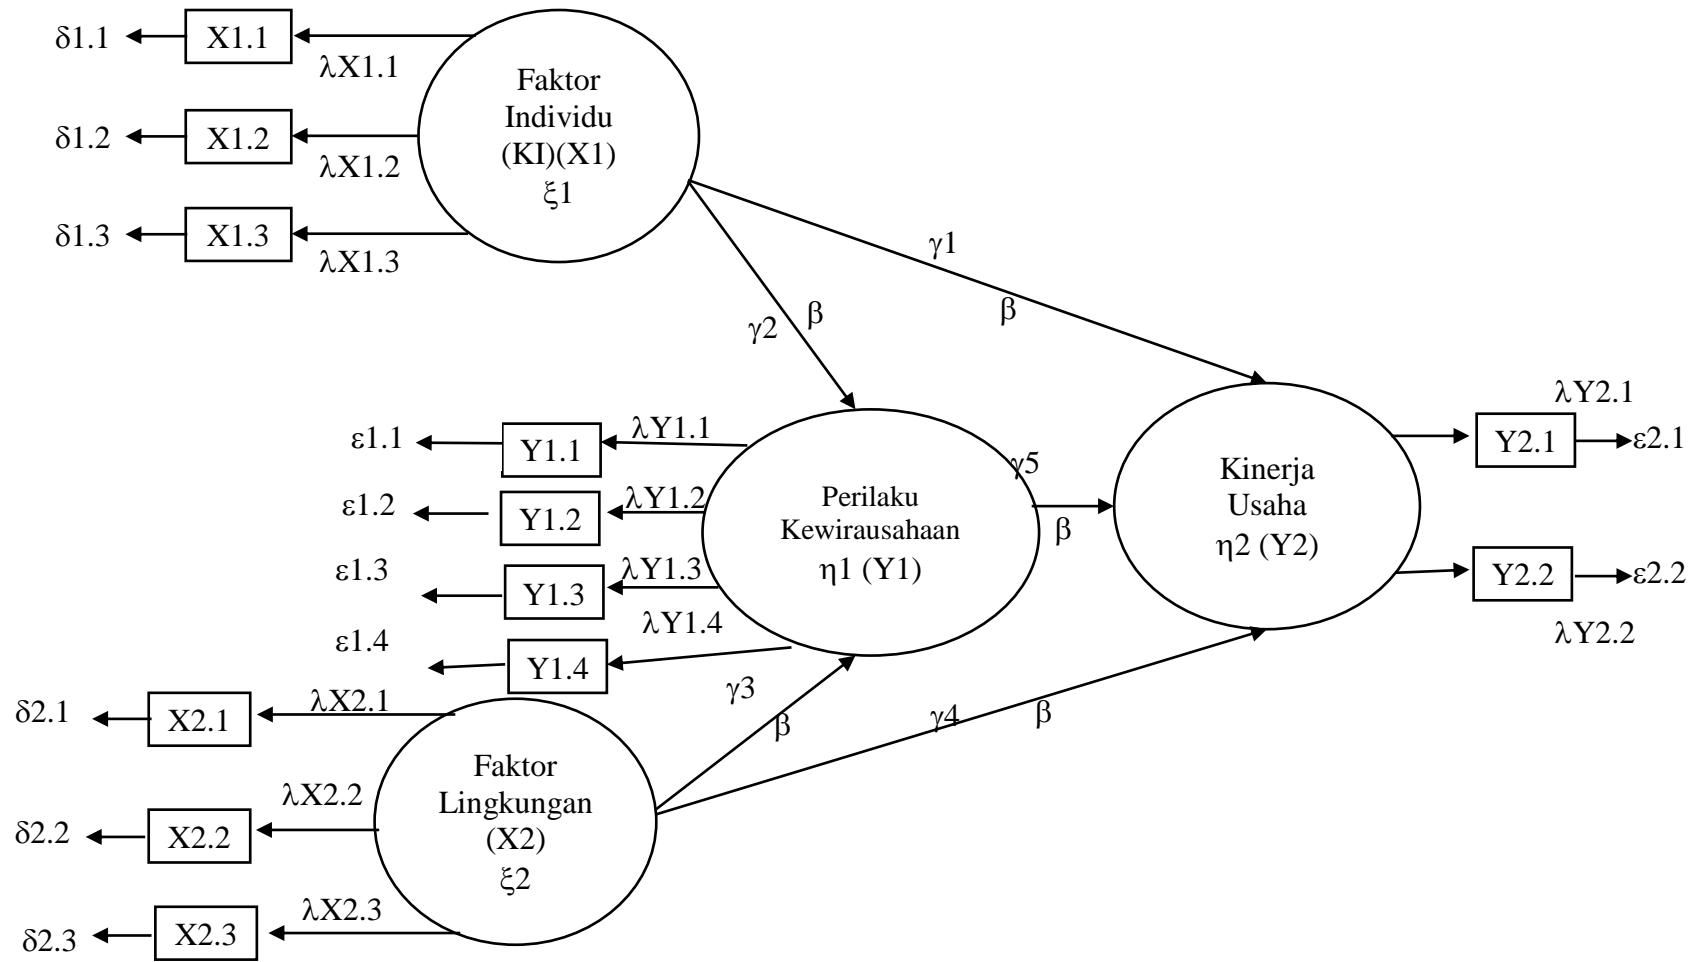 δ1.1
X1.1
λX1.1
δ1.2
X1.2
λX1.2
δ1.3
X1.3
λX1.3
Faktor
Individu
(KI)(X1)
ξ1
γ1
β
γ2
β
ε1.1
Y1.1
λY1.1
ε1.2
Y1.2
λY1.2
ε1.3
Y1.3
λY1.3
ε1.4
Y1.4
λY1.4
Perilaku
Kewirausahaan
η1 (Y1)
γ5
β
Kinerja
Usaha
η2 (Y2)
λY2.1
Y2.1
ε2.1
Y2.2
ε2.2
λY2.2
γ3
β
γ4
β
δ2.1
X2.1
λX2.1
δ2.2
X2.2
λX2.2
δ2.3
X2.3
λX2.3
Faktor
Lingkungan
(X2)
ξ2